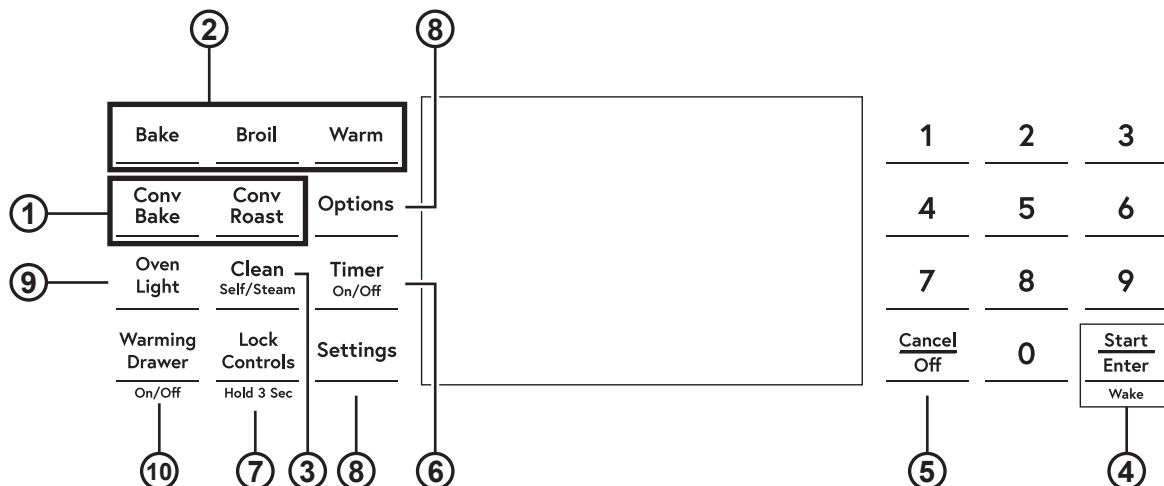 2
8
Bake
Broil
Warm
1
2
3
1
Conv
Bake
Conv
Roast
Options
4
5
6
9
Oven
Light
Clean
Self/Steam
Timer
On/Off
7
8
9
Warming
Drawer
On/Off
Lock
Controls
Hold 3 Sec
Settings
Cancel
Off
0
Start
Enter
Wake
10
7
3
8
6
5
4